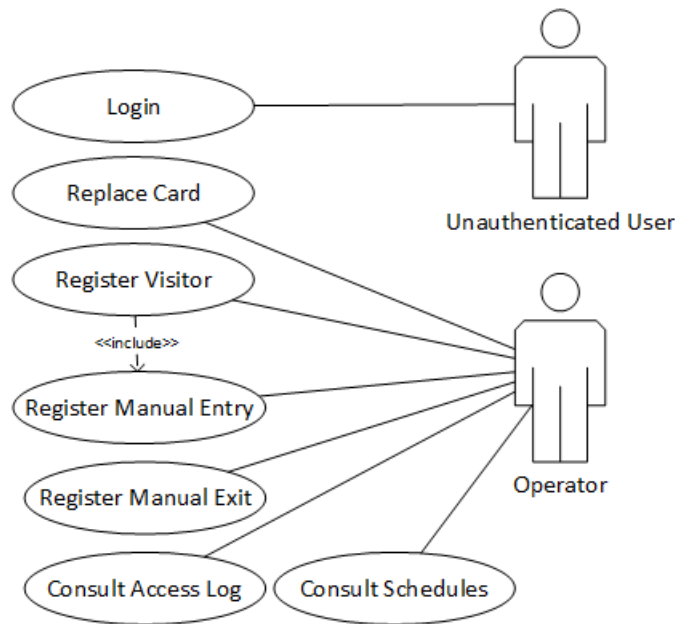 Login
Replace Card
Unauthenticated User
Register Visitor
<<include>>
Register Manual Entry
Operator
Register Manual Exit
Consult Access Log
Consult Schedules